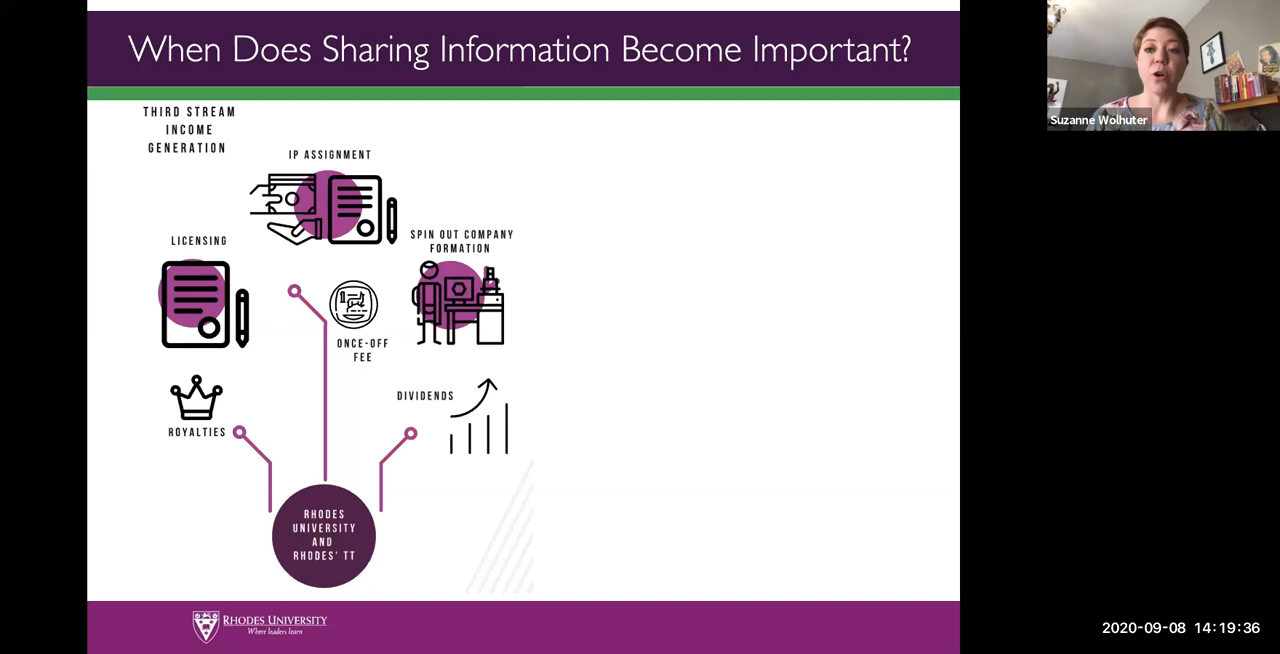 When Does Sharing Information Become Important?
THIRD STREAM
INCOME
GENERATION
IP ASSIGNMENT
LICENSING
SPIN OUT COMPANY
FORMATION
ONCE-OFF
FEE
DIVIDENDS
ROYALTIES
RHODES
UNIVERSITY
AND
RHODES' TT
RHODES UNIVERSITY
Where leaders learn
Suzanne Wolhuter
2020-09-08 14:19:36